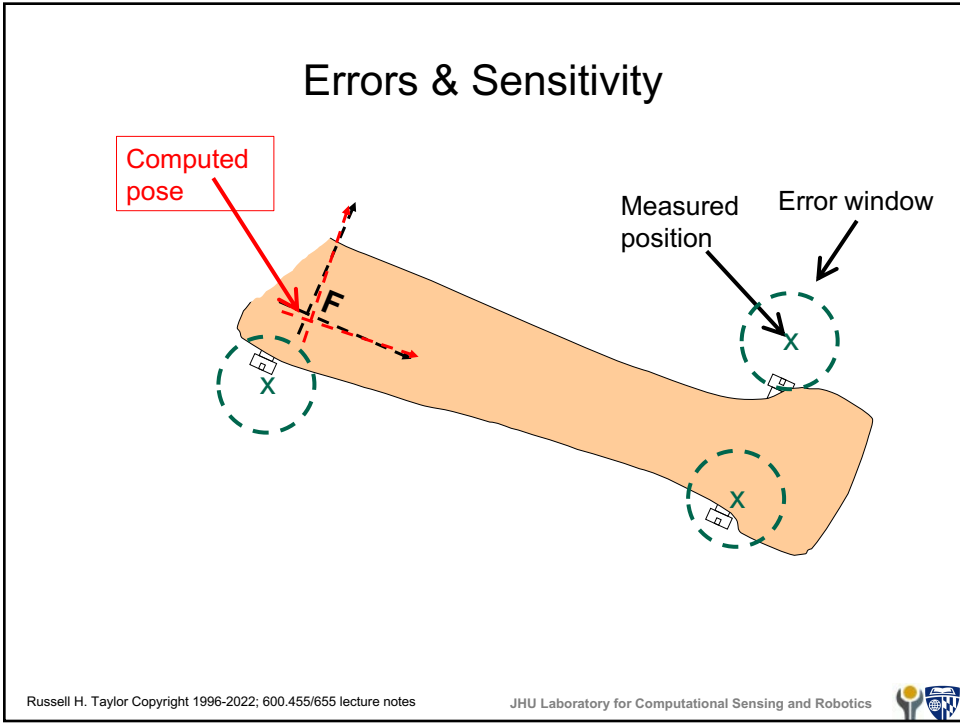 Errors & Sensitivity
Computed
pose
Measured
position
Error window
F
x
x
x
Russell H. Taylor Copyright 1996-2022; 600.455/655 lecture notes
JHU Laboratory for Computational Sensing and Robotics